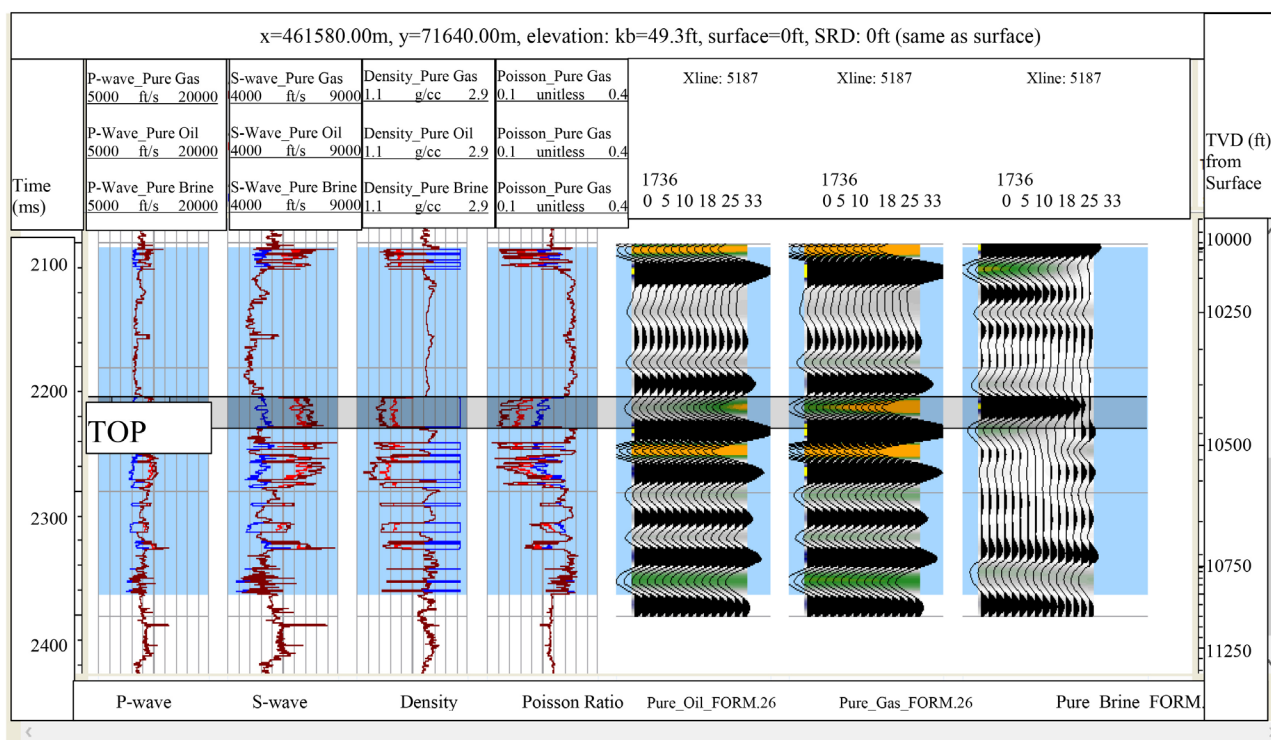 x=461580.00m, y=71640.00m, elevation: kb=49.3ft, surface=0ft, SRD: 0ft (same as surface)
Time
(ms)
P-wave_Pure Gas
5000 ft/s 20000
P-Wave_Pure Oil
5000 ft/s 20000
P-Wave_Pure Brine
5000 ft/s 20000
S-wave_Pure Gas
4000 ft/s 9000
S-Wave_Pure Oil
4000 ft/s 9000
S-Wave_Pure Brine
4000 ft/s 9000
Density_Pure Gas
1.1 g/cc 2.9
Density_Pure Oil
1.1 g/cc 2.9
Density_Pure Brine
1.1 g/cc 2.9
Poisson_Pure Gas
0.1 unitless 0.4
Poisson_Pure Gas
0.1 unitless 0.4
Poisson_Pure Gas
0.1 unitless 0.4
Xline: 5187
1736
0 5 10 18 25 33
Xline: 5187
1736
0 5 10 18 25 33
Xline: 5187
1736
0 5 10 18 25 33
TVD (ft)
from
Surface
2100
2200
2300
2400
TOP
10000
10250
10500
10750
11250
P-wave
S-wave
Density
Poisson Ratio
Pure_Oil_FORM.26
Pure_Gas_FORM.26
Pure Brine FORM.